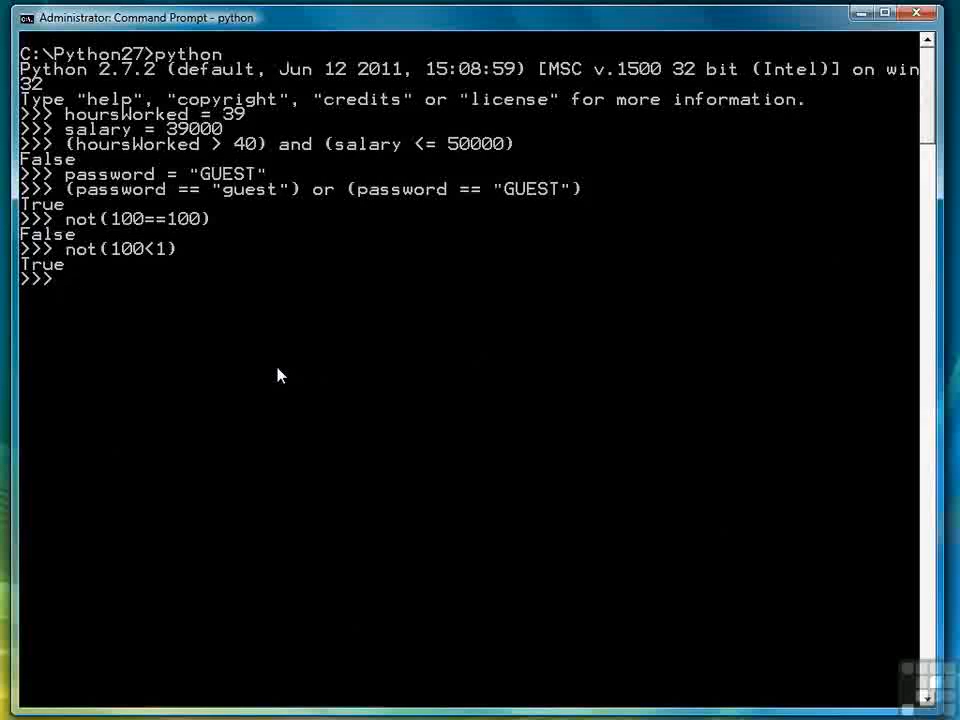 Administrator: Command Prompt - python
C:\Python27>python
Python 2.7.2 (default, Jun 12 2011, 15:08:59) [MSC v.1500 32 bit (Intel)] on win
32
Type "help", "copyright", "credits" or "license" for more information.
>>> hoursWorked = 39
>>> salary = 39000
>>> (hoursWorked > 40) and (salary <= 50000)
False
>>> password = "GUEST"
>>> (password == "guest") or (password == "GUEST")
True
>>> not(100==100)
False
>>> not(100<1)
True
>>>